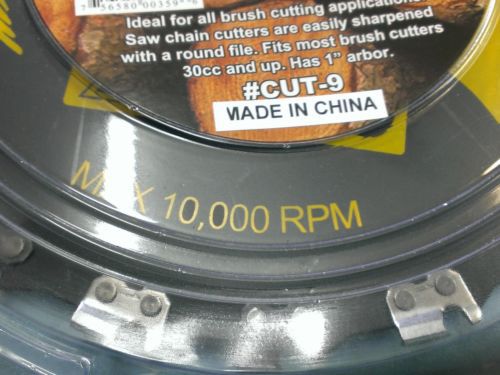 Ideal for all brush cutting applications.
Saw chain cutters are easily sharpened
with a round file. Fits most brush cutters
30cc and up. Has 1" arbor.
#CUT-9
MADE IN CHINA
MAX 10,000 RPM